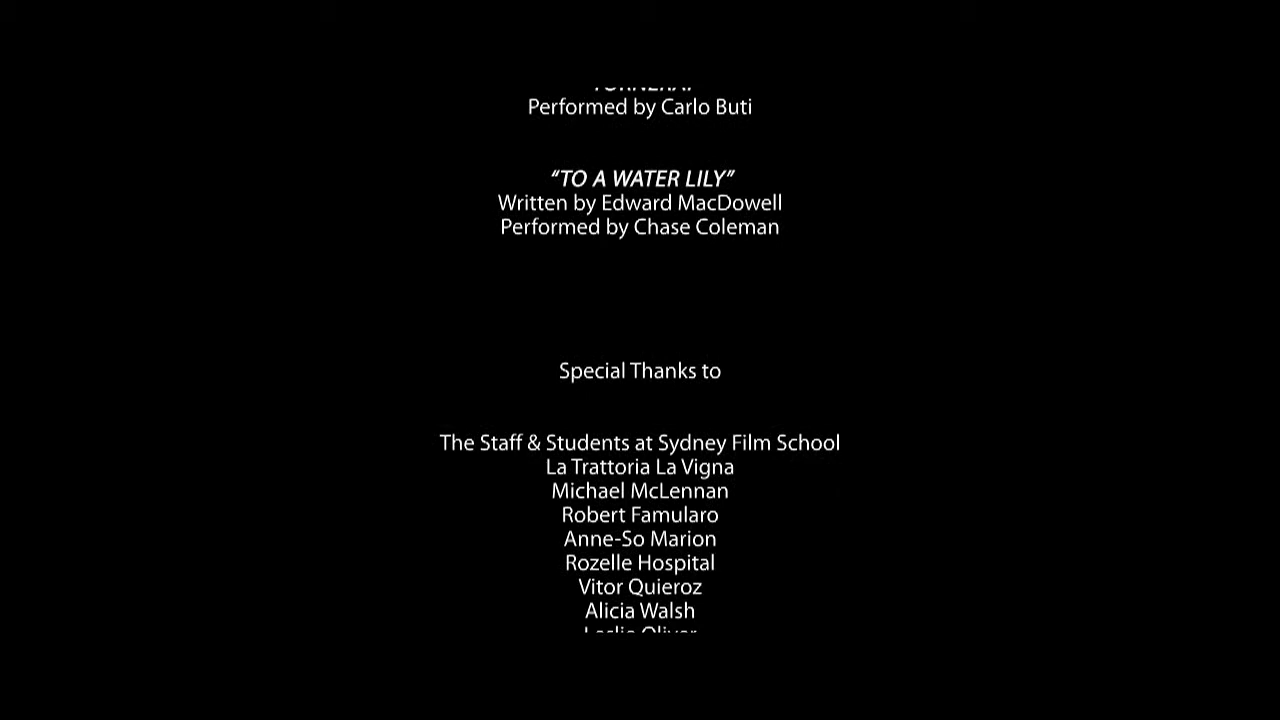 Performed by Carlo Buti
“TO A WATER LILY”
Written by Edward MacDowell
Performed by Chase Coleman
Special Thanks to
The Staff & Students at Sydney Film School
La Trattoria La Vigna
Michael McLennan
Robert Famularo
Anne-So Marion
Rozelle Hospital
Vitor Quieroz
Alicia Walsh